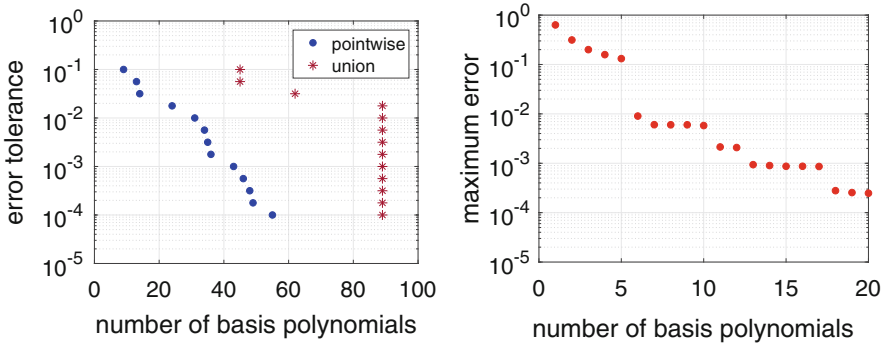 error tolerance
10^0
10^-1
10^-2
10^-3
10^-4
10^-5
pointwise
union
0 20 40 60 80 100
number of basis polynomials
maximum error
10^0
10^-1
10^-2
10^-3
10^-4
10^-5
0 5 10 15 20
number of basis polynomials